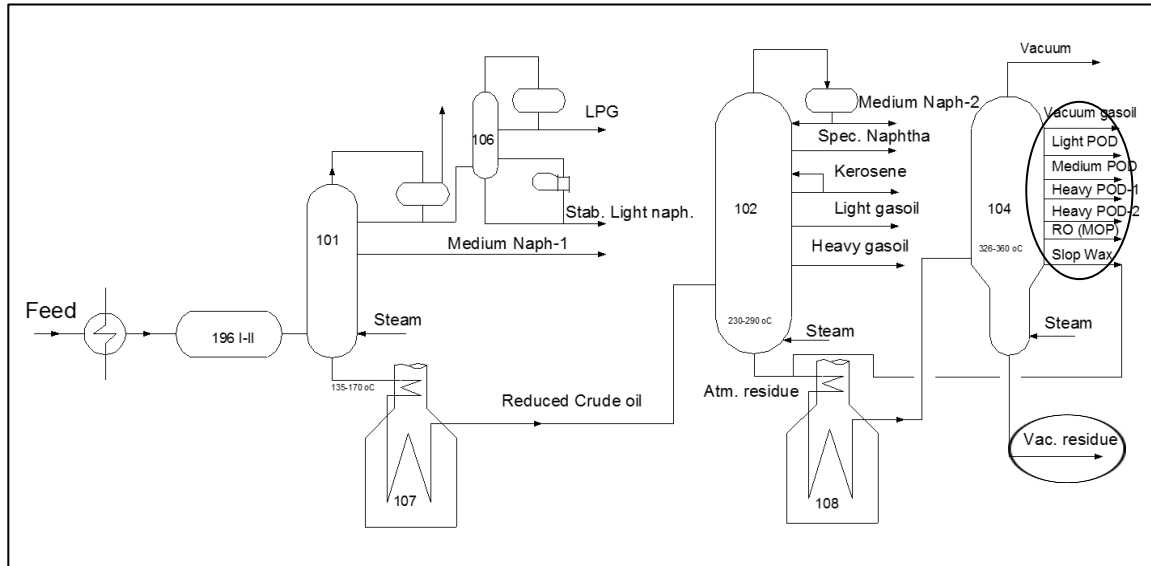 Vacuum
106
LPG
Medium Naph-2
Spec. Naphtha
Vacuum gasoil
Light POD
Medium POD
Heavy POD-1
Heavy POD-2
RO (MOP)
Slop Wax
Kerosene
Light gasoil
Heavy gasoil
102
104
326-360 oC
101
Stab. Light naph.
Medium Naph-1
Feed
196 I-II
Steam
135-170 oC
230-290 oC
Steam
Steam
Reduced Crude oil
Atm. residue
Vac. residue
107
108